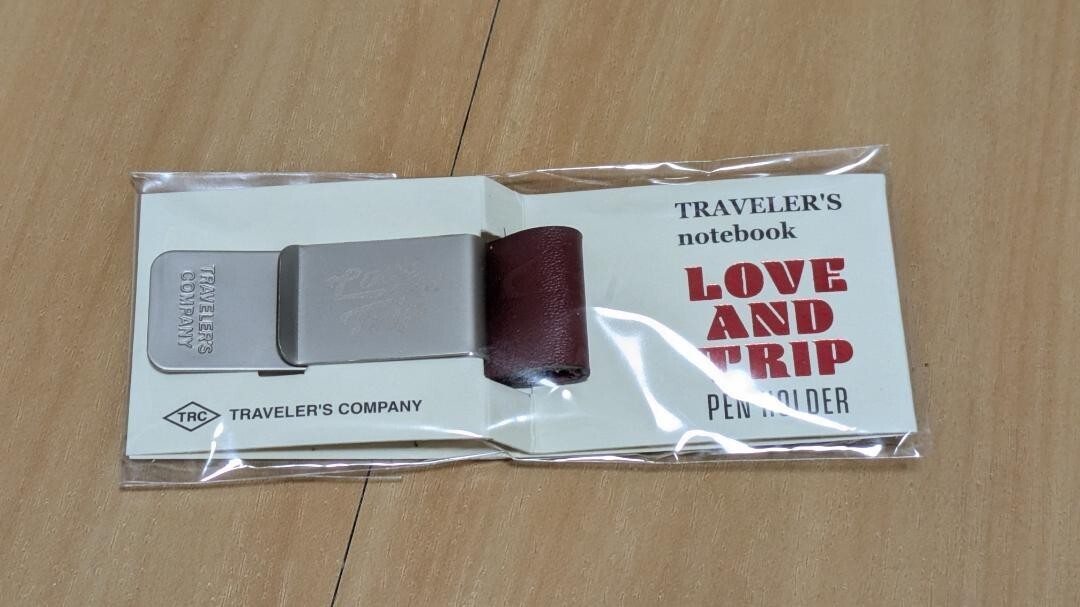 TRAVELER'S
COMPANY
TRC TRAVELER'S COMPANY
TRAVELER'S
notebook
LOVE
AND
TRIP
PEN HOLDER